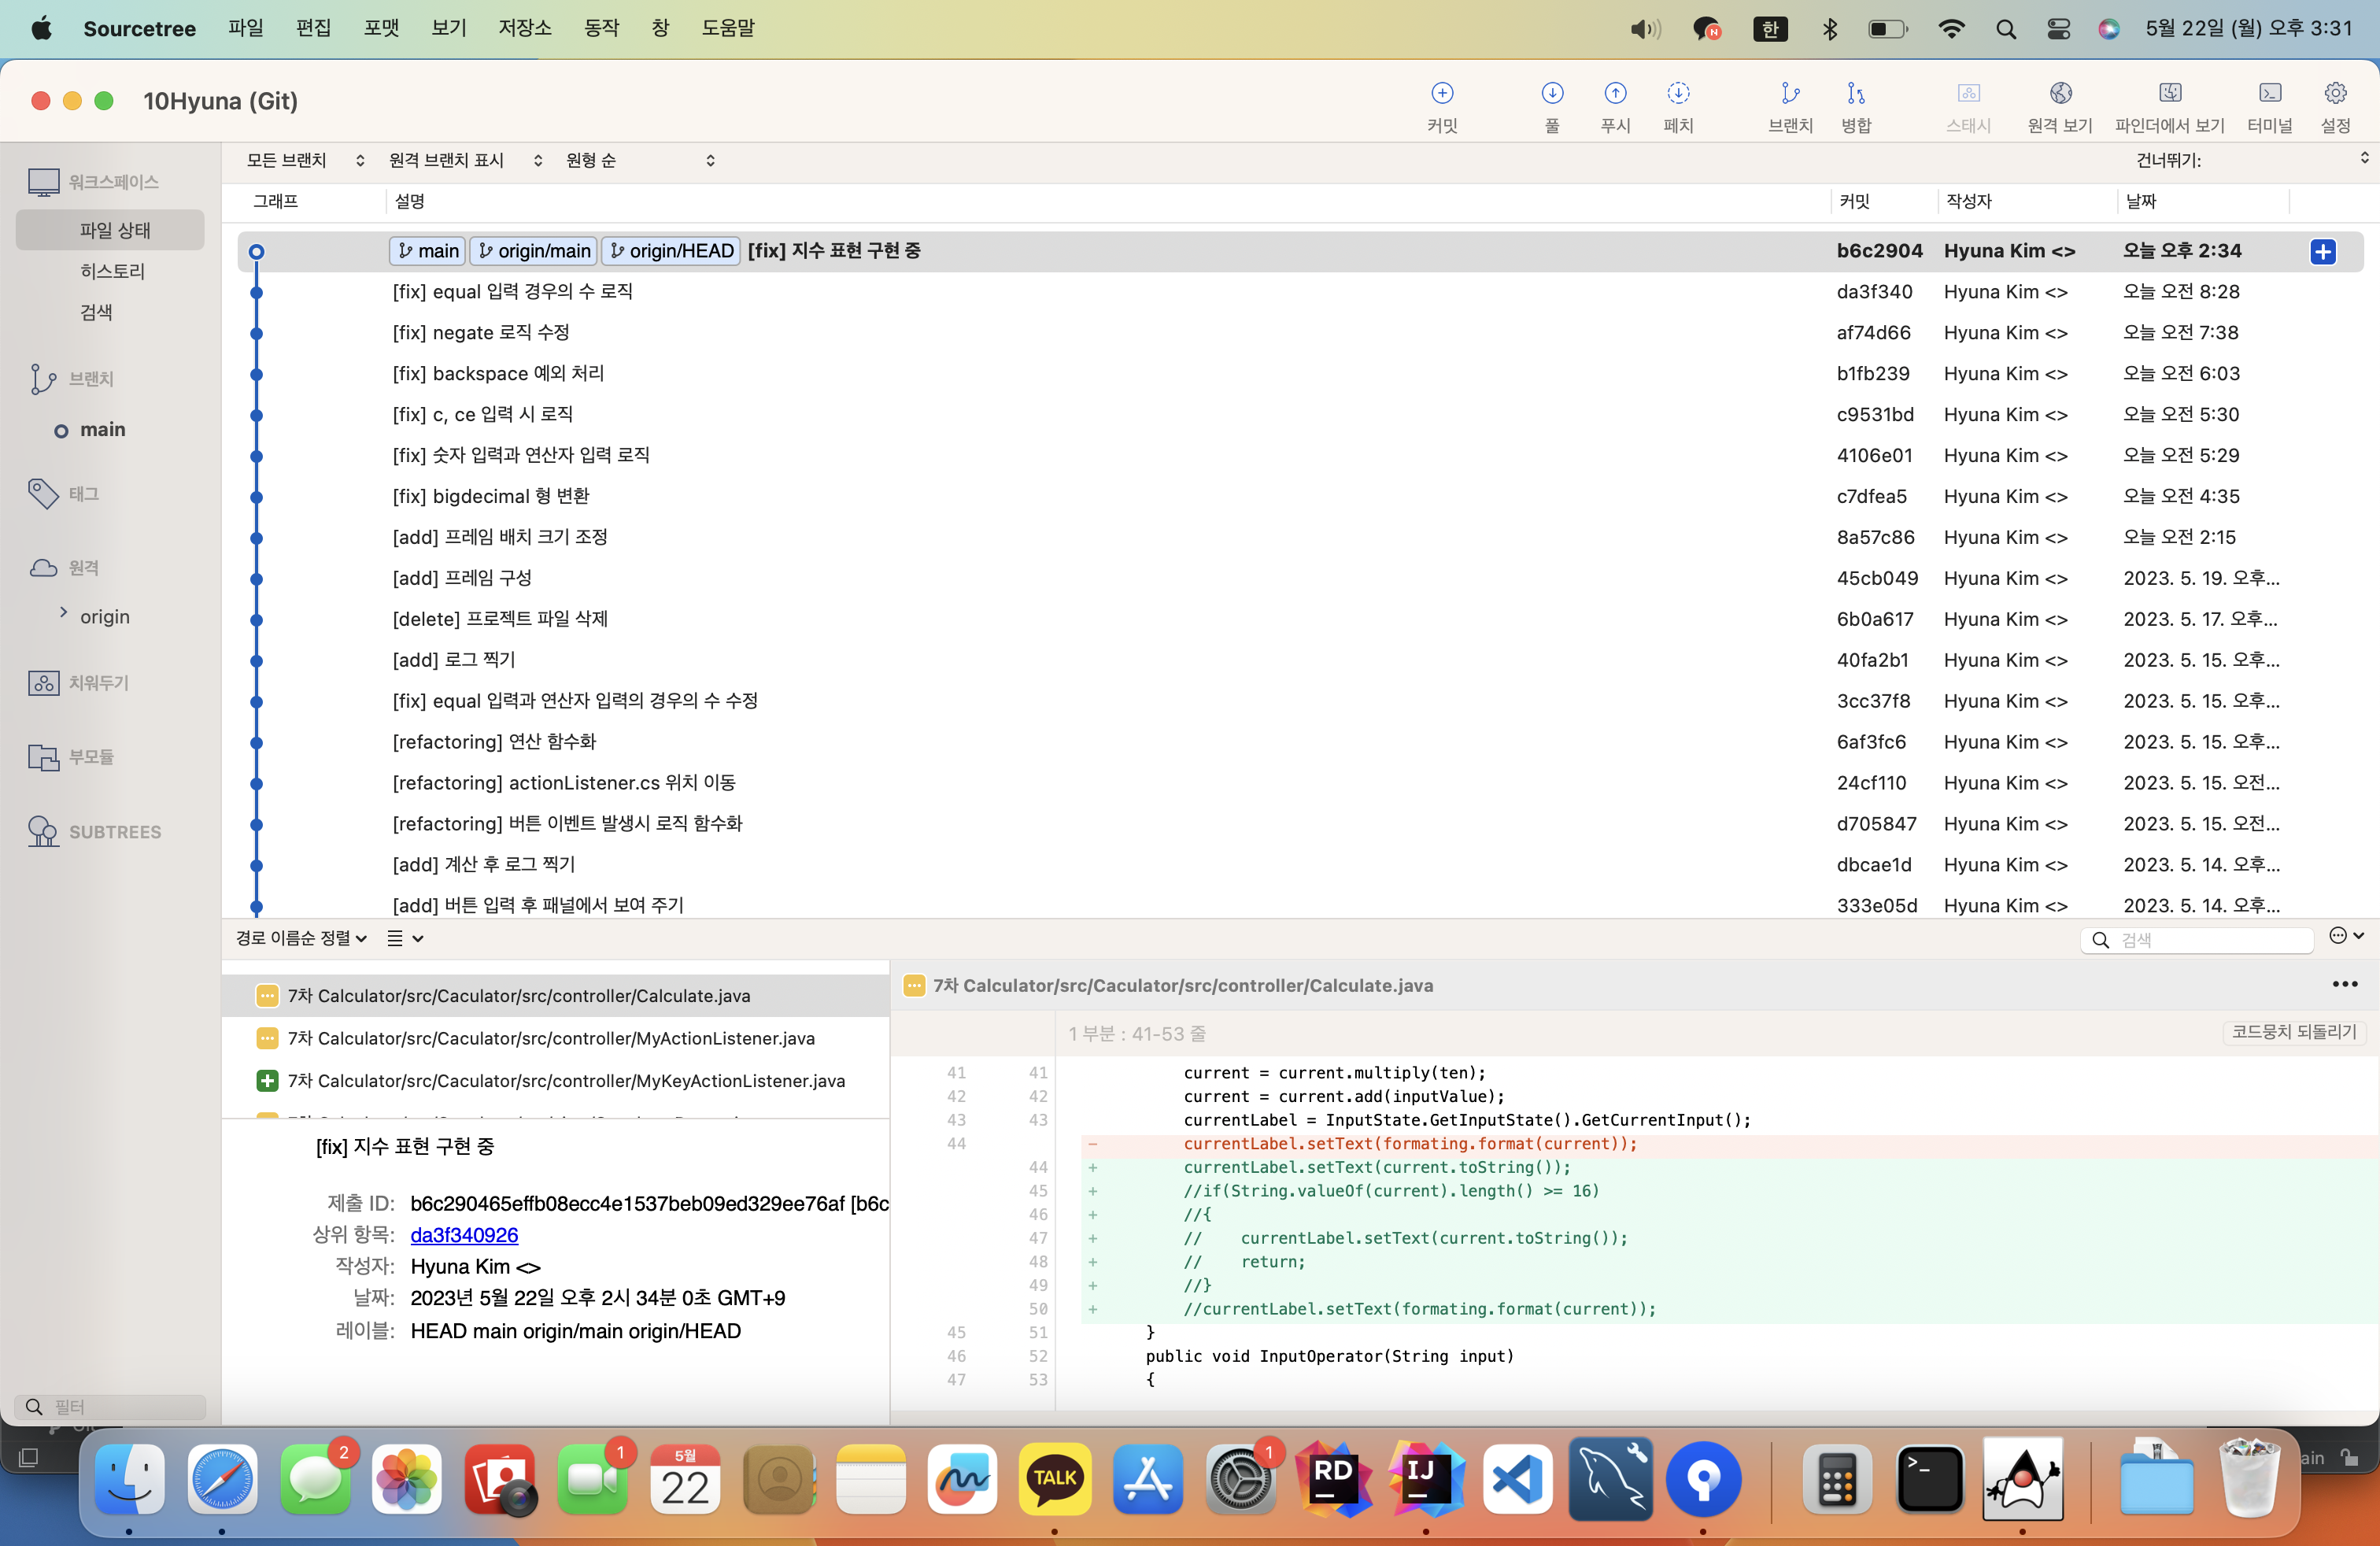 Sourcetree 파일 편집 포맷 보기 저장소 동작 창 도움말 한 5월 22일 (월) 오후 3:31
10Hyuna (Git)
커밋 풀 푸시 페치 브랜치 병합 스태시 원격 보기 파인더에서 보기 터미널 설정
모든 브랜치 원격 브랜치 표시 원형 순 건너뛰기:
그래프 설명 커밋 작성자 날짜
main origin/main origin/HEAD [fix] 지수 표현 구현 중 b6c2904 Hyuna Kim <> 오늘 오후 2:34
[fix] equal 입력 경우의 수 로직 da3f340 Hyuna Kim <> 오늘 오전 8:28
[fix] negate 로직 수정 af74d66 Hyuna Kim <> 오늘 오전 7:38
[fix] backspace 예외 처리 b1fb239 Hyuna Kim <> 오늘 오전 6:03
[fix] c, ce 입력 시 로직 c9531bd Hyuna Kim <> 오늘 오전 5:30
[fix] 숫자 입력과 연산자 입력 로직 4106e01 Hyuna Kim <> 오늘 오전 5:29
[fix] bigdecimal 형 변환 c7dfea5 Hyuna Kim <> 오늘 오전 4:35
[add] 프레임 배치 크기 조정 8a57c86 Hyuna Kim <> 오늘 오전 2:15
[add] 프레임 구성 45cb049 Hyuna Kim <> 2023. 5. 19. 오후...
[delete] 프로젝트 파일 삭제 6b0a617 Hyuna Kim <> 2023. 5. 17. 오후...
[add] 로그 찍기 40fa2b1 Hyuna Kim <> 2023. 5. 15. 오후...
[fix] equal 입력과 연산자 입력의 경우의 수 수정 3cc37f8 Hyuna Kim <> 2023. 5. 15. 오후...
[refactoring] 연산 함수화 6af3fc6 Hyuna Kim <> 2023. 5. 15. 오후...
[refactoring] actionListener.cs 위치 이동 24cf110 Hyuna Kim <> 2023. 5. 15. 오전...
[refactoring] 버튼 이벤트 발생시 로직 함수화 d705847 Hyuna Kim <> 2023. 5. 15. 오전...
[add] 계산 후 로그 찍기 dbcae1d Hyuna Kim <> 2023. 5. 14. 오후...
[add] 버튼 입력 후 패널에서 보여 주기 333e05d Hyuna Kim <> 2023. 5. 14. 오후...
워크스페이스
파일 상태
히스토리
검색
브랜치
main
태그
원격
origin
치워두기
부모듈
SUBTREES
필터
경로 이름순 정렬 검색
7차 Calculator/src/Caculator/src/controller/Calculate.java
7차 Calculator/src/Caculator/src/controller/MyActionListener.java
7차 Calculator/src/Caculator/src/controller/MyKeyActionListener.java
[fix] 지수 표현 구현 중
제출 ID: b6c290465effb08ecc4e1537beb09ed329ee76af [b6c
상위 항목: da3f340926
작성자: Hyuna Kim <>
날짜: 2023년 5월 22일 오후 2시 34분 0초 GMT+9
레이블: HEAD main origin/main origin/HEAD
7차 Calculator/src/Caculator/src/controller/Calculate.java
1 부분 : 41-53 줄 코드뭉치 되돌리기
41 41 current = current.multiply(ten);
42 42 current = current.add(inputValue);
43 43 currentLabel = InputState.GetInputState().GetCurrentInput();
44 - currentLabel.setText(formating.format(current));
44 + currentLabel.setText(current.toString());
45 + //if(String.valueOf(current).length() >= 16)
46 + //{
47 + // currentLabel.setText(current.toString());
48 + // return;
49 + //}
50 + //currentLabel.setText(formating.format(current));
45 51 }
46 52 public void InputOperator(String input)
47 53 {
2 1 5월 22 TALK 1 RD IJ >_ ain